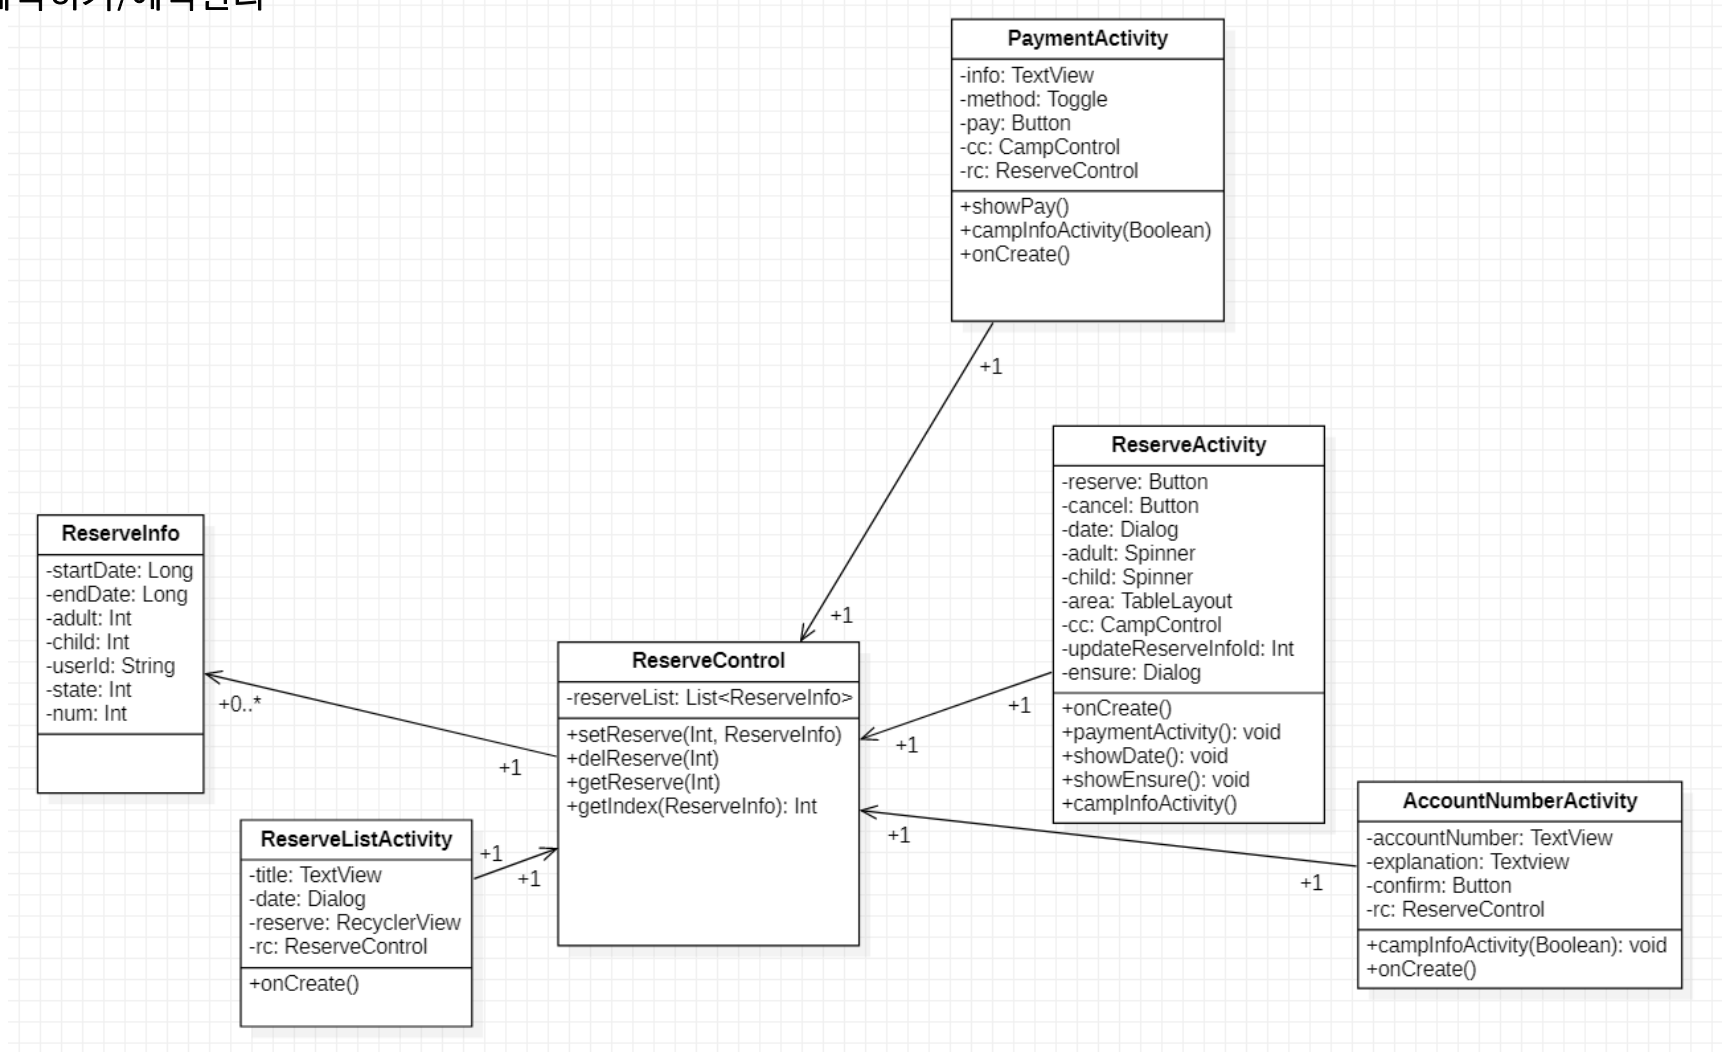 PaymentActivity
-info: TextView
-method: Toggle
-pay: Button
-cc: CampControl
-rc: ReserveControl
+showPay()
+campInfoActivity(Boolean)
+onCreate()
+1
+1
ReserveActivity
-reserve: Button
-cancel: Button
-date: Dialog
-adult: Spinner
-child: Spinner
-area: TableLayout
-cc: CampControl
-updateReserveInfoId: Int
-ensure: Dialog
+onCreate()
+paymentActivity(): void
+showDate(): void
+showEnsure(): void
+campInfoActivity()
+1
+1
ReserveInfo
-startDate: Long
-endDate: Long
-adult: Int
-child: Int
-userId: String
-state: Int
-num: Int
+0..*
+1
ReserveControl
-reserveList: List<ReserveInfo>
+setReserve(Int, ReserveInfo)
+delReserve(Int)
+getReserve(Int)
+getIndex(ReserveInfo): Int
ReserveListActivity
-title: TextView
-date: Dialog
-reserve: RecyclerView
-rc: ReserveControl
+onCreate()
+1
+1
AccountNumberActivity
-accountNumber: TextView
-explanation: Textview
-confirm: Button
-rc: ReserveControl
+campInfoActivity(Boolean): void
+onCreate()
+1
+1